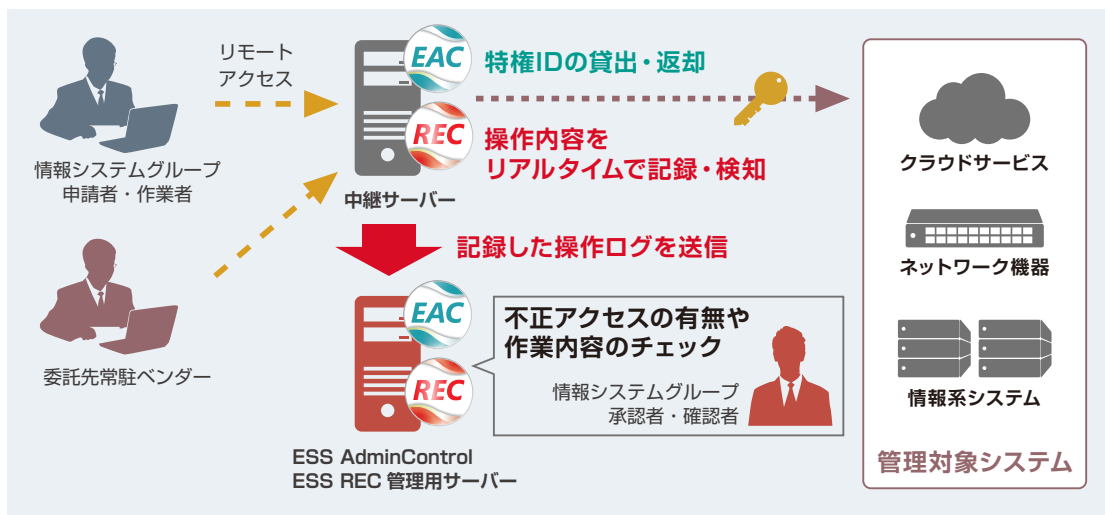 リモート
アクセス
情報システムグループ
申請者・作業者
委託先常駐ベンダー
EAC
REC
中継サーバー
特権IDの貸出・返却
操作内容を
リアルタイムで記録・検知
記録した操作ログを送信
EAC
REC
ESS AdminControl
ESS REC 管理用サーバー
不正アクセスの有無や
作業内容のチェック
情報システムグループ
承認者・確認者
クラウドサービス
ネットワーク機器
情報系システム
管理対象システム